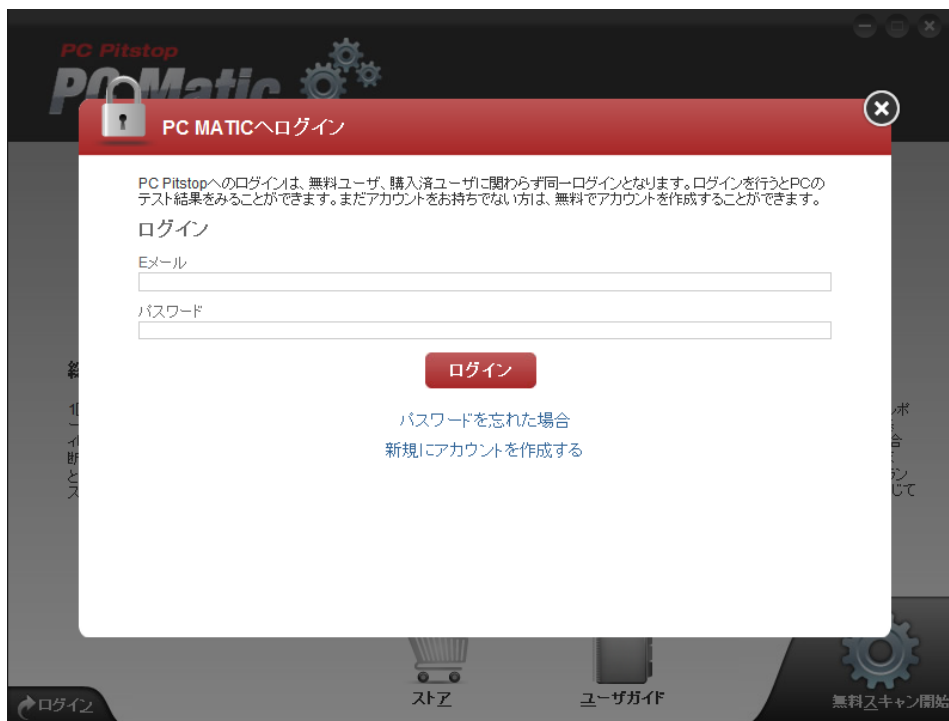 PC Pitstop
PC Matic
PC MATICへログイン
PC Pitstopへのログインは、無料ユーザ、購入済ユーザに関わらず同一ログインとなります。ログインを行うとPCの
テスト結果をみることができます。まだアカウントをお持ちでない方は、無料でアカウントを作成することができます。
ログイン
Eメール
パスワード
ログイン
パスワードを忘れた場合
新規にアカウントを作成する
ログイン
ストア
ユーザガイド
無料スキャン開始